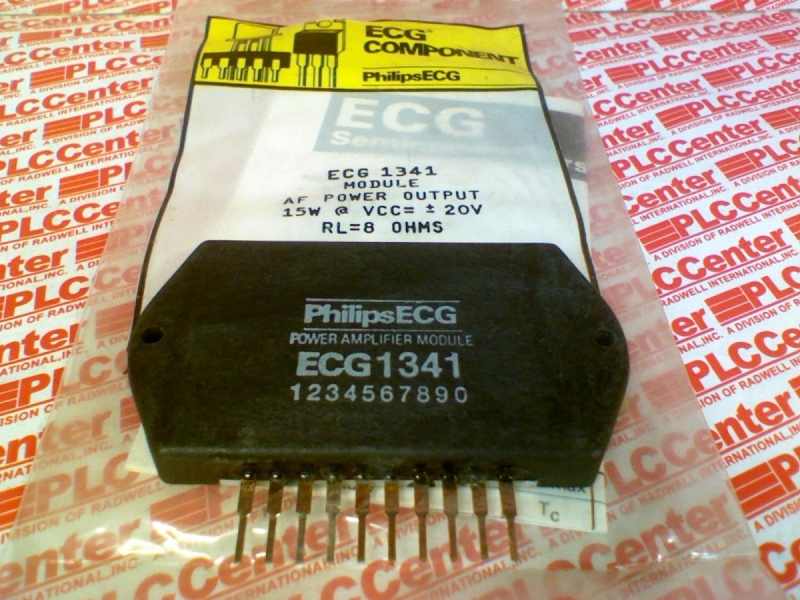 ECG®
COMPONENT
PhilipsECG
ECG
ECG 1341
MODULE
AF POWER OUTPUT
15W @ VCC= ± 20V
RL=8 OHMS
PhilipsECG
POWER AMPLIFIER MODULE
ECG1341
1234567890
Tc
PLCCenter
A DIVISION OF RADWELL INTERNATIONAL, INC.